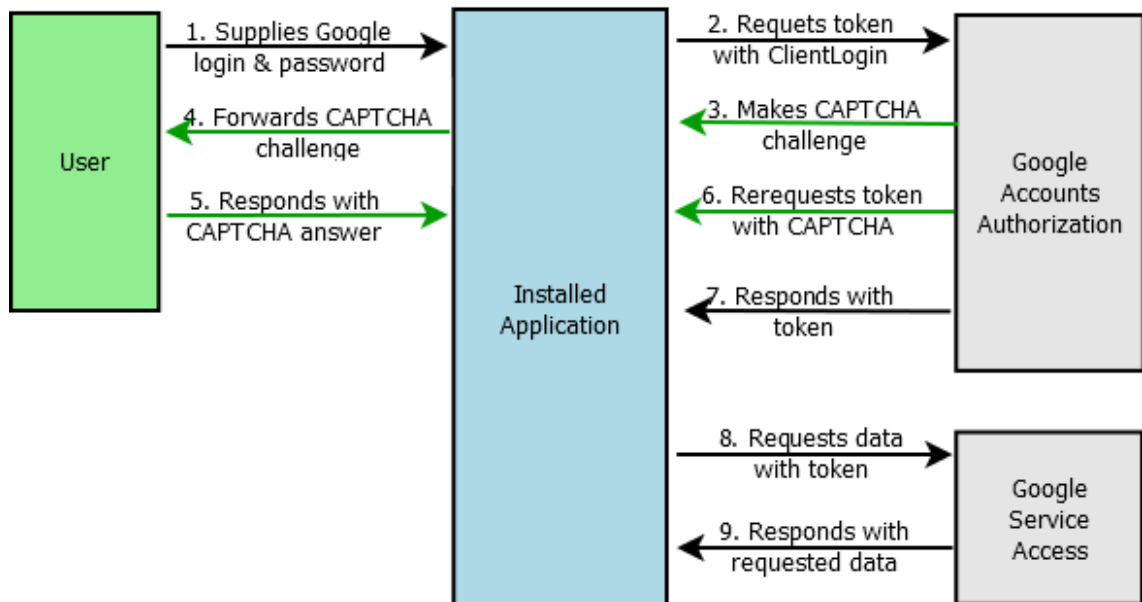 1. Supplies Google
login & password
2. Requets token
with ClientLogin
4. Forwards CAPTCHA
challenge
3. Makes CAPTCHA
challenge
User
5. Responds with
CAPTCHA answer
6. Rerequests token
with CAPTCHA
Google
Accounts
Authorization
Installed
Application
7. Responds with
token
8. Requests data
with token
9. Responds with
requested data
Google
Service
Access